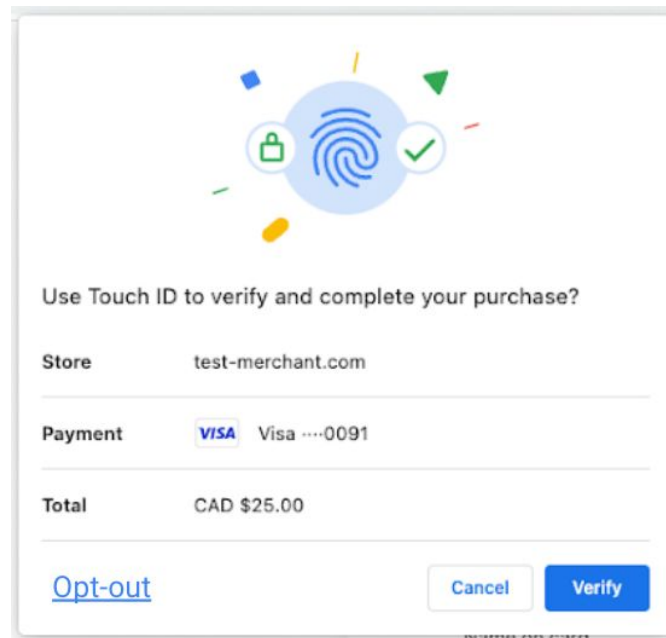 Use Touch ID to verify and complete your purchase?
Store test-merchant.com
Payment VISA Visa ····0091
Total CAD $25.00
Opt-out Cancel Verify